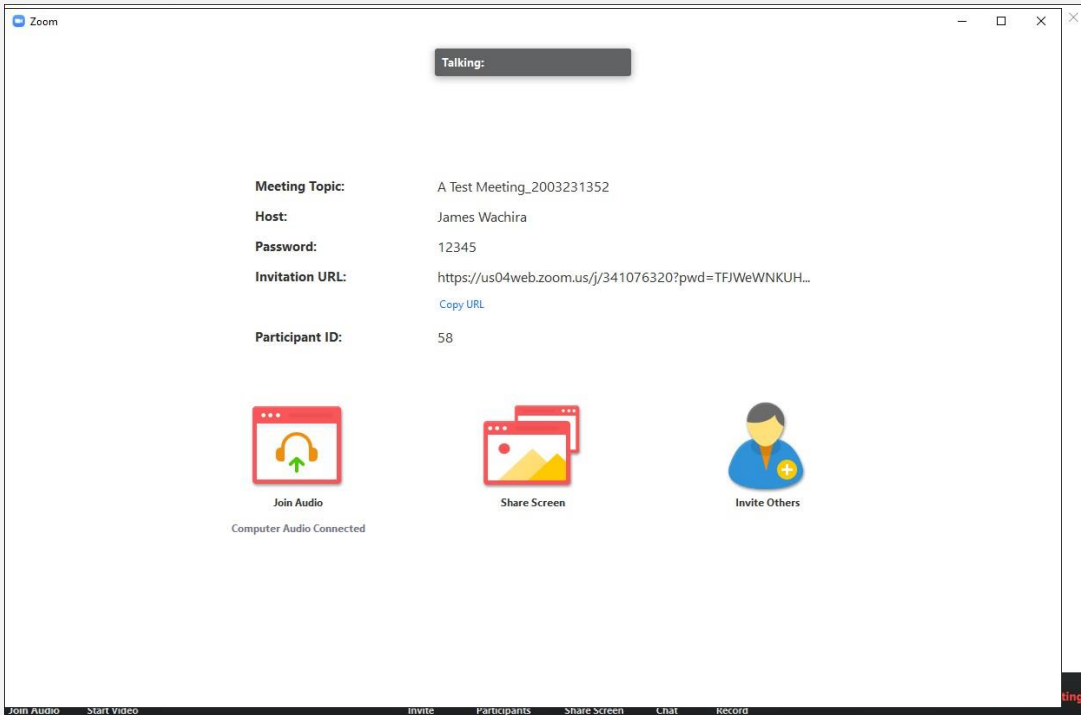 Zoom
Talking:
Meeting Topic: A Test Meeting_2003231352
Host: James Wachira
Password: 12345
Invitation URL: https://us04web.zoom.us/j/341076320?pwd=TFJWeWNKUH...
Copy URL
Participant ID: 58
Join Audio Share Screen Invite Others
Computer Audio Connected
ting
Join Audio Start Video Invite Participants Share Screen Chat Record